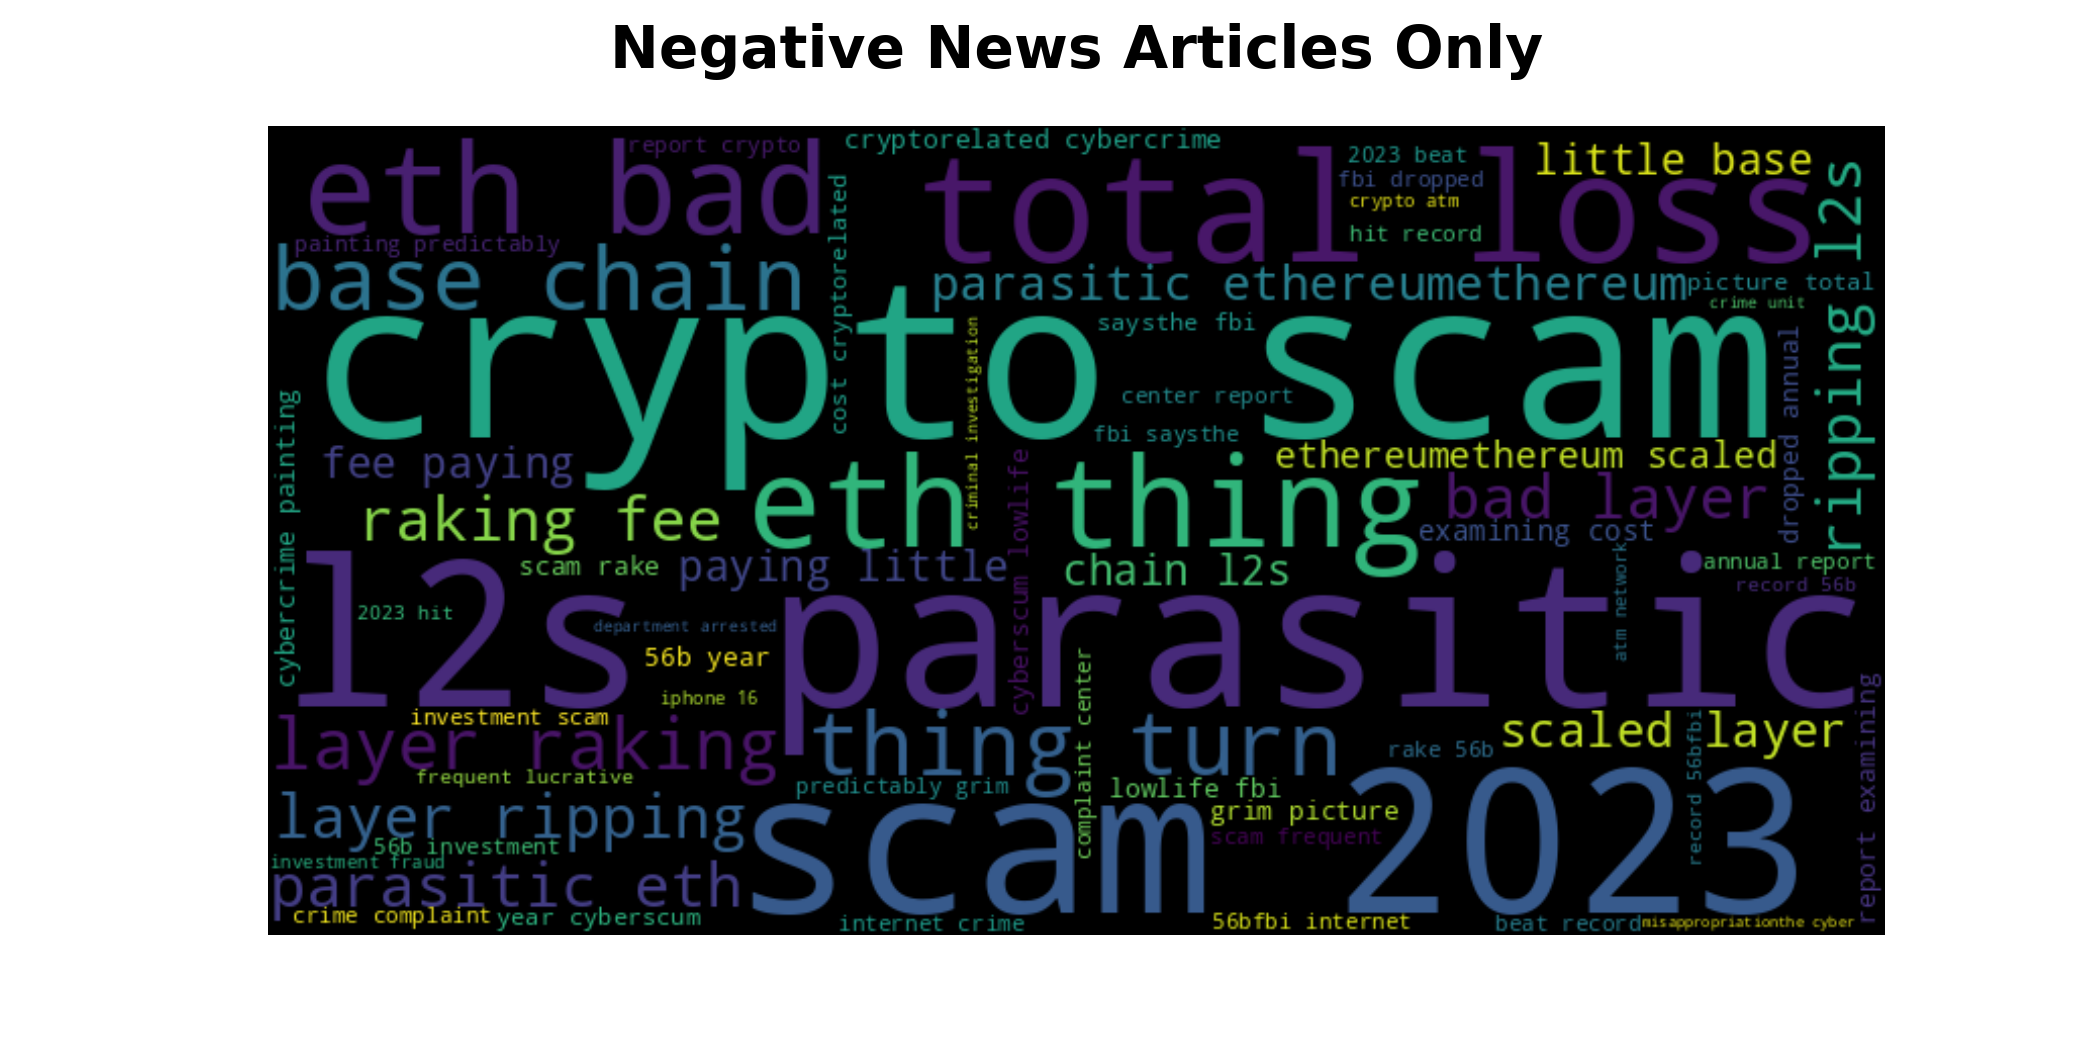 Negative News Articles Only
report crypto
cryptorelated cybercrime
eth bad
total loss
2023 beat
fbi dropped
crypto atm
hit record
little base
ripping l2s
painting predictably
base chain
cost cryptorelated
parasitic ethereumethereum
picture total
crime unit
crypto scam
saysthe fbi
criminal investigation
center report
fbi saysthe
dropped annual
cybercrime painting
fee paying
ethereumethereum scaled
raking fee
eth thing
bad layer
examining cost
cyberscum lowlife
scam rake
paying little
chain l2s
annual report
atm network
record 56b
l2s parasitic
2023 hit
department arrested
56b year
iphone 16
complaint center
investment scam
layer raking
thing turn
scaled layer
rake 56b
record 56bfbi
report examining
frequent lucrative
predictably grim
lowlife fbi
layer ripping
scam 2023
grim picture
scam frequent
56b investment
investment fraud
parasitic eth
crime complaint
year cyberscum
internet crime
56bfbi internet
beat record
misappropriationthe cyber